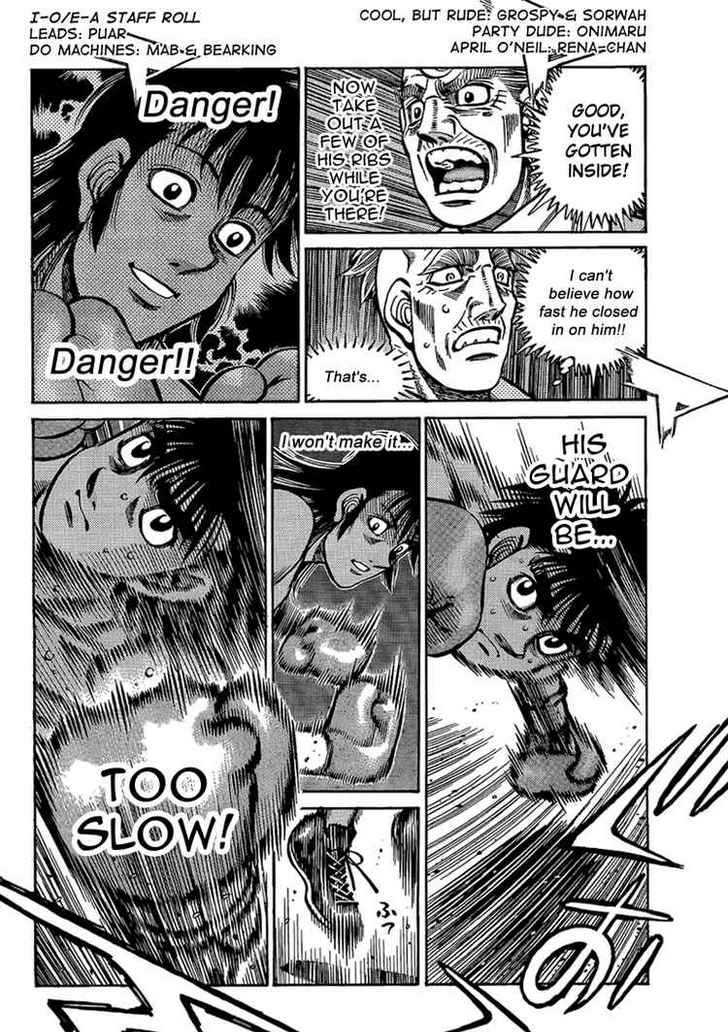 I-O/E-A STAFF ROLL
LEADS: PUAR
DO MACHINES: MAB & BEARKING
COOL, BUT RUDE: GROSPY & SORWAH
PARTY DUDE: ONIMARU
APRIL O'NEIL: RENA-CHAN
GOOD,
YOU'VE
GOTTEN
INSIDE!
NOW
TAKE
OUT A
FEW OF
HIS RIBS
WHILE
YOU'RE
THERE!
Danger!
Danger!!
I can't
believe how
fast he closed
in on him!!
That's...
HIS
GUARD
WILL
BE...
I won't make it...
TOO
SLOW!
ふっ